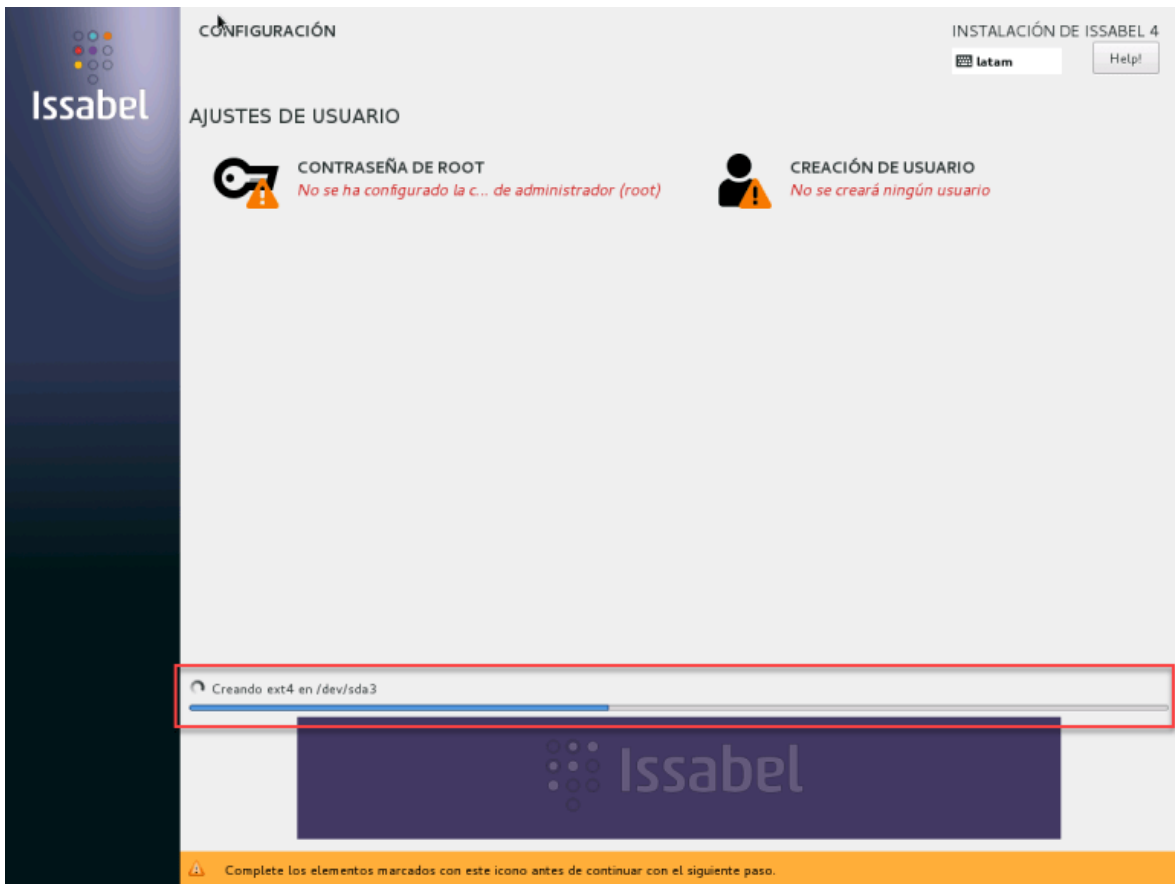 CONFIGURACIÓN
INSTALACIÓN DE ISSABEL 4
latam
Help!
Issabel
AJUSTES DE USUARIO
CONTRASEÑA DE ROOT
No se ha configurado la c... de administrador (root)
CREACIÓN DE USUARIO
No se creará ningún usuario
Creando ext4 en /dev/sda3
Issabel
Complete los elementos marcados con este icono antes de continuar con el siguiente paso.